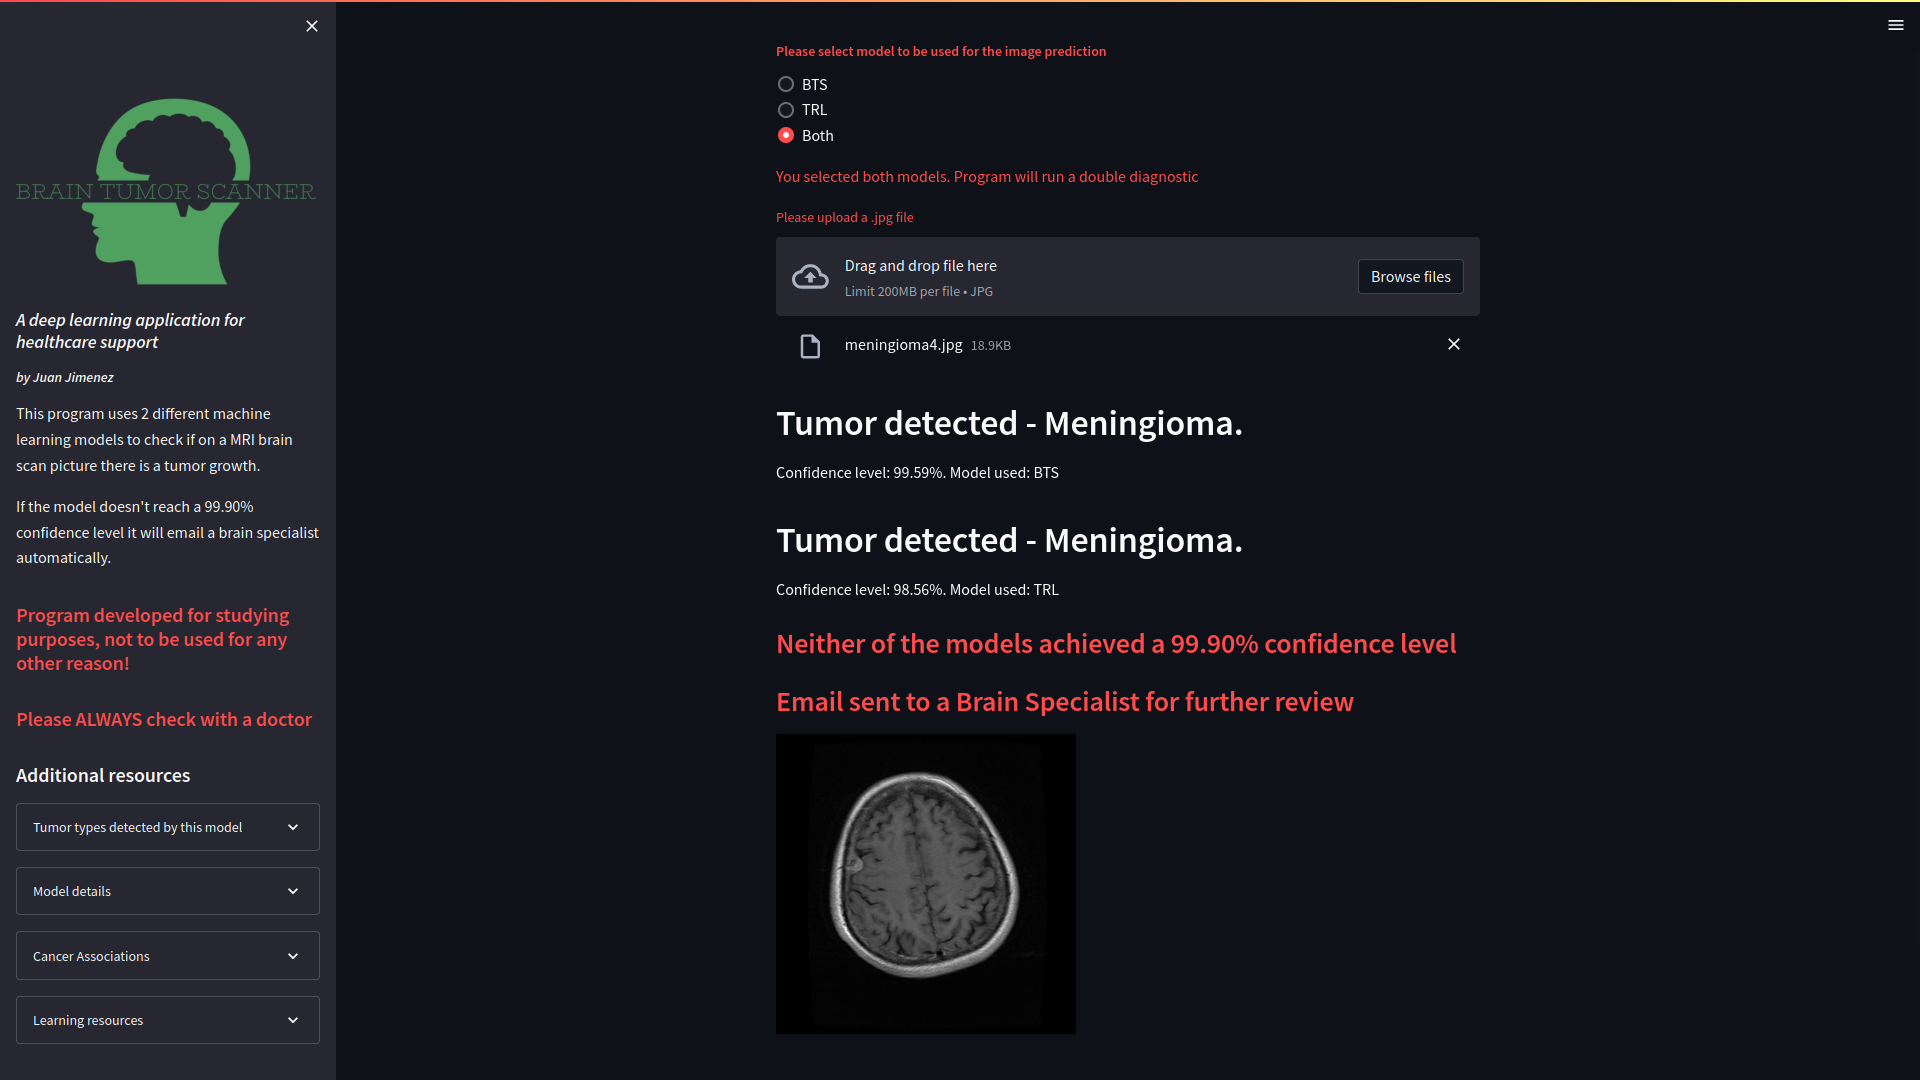 BRAIN TUMOR SCANNER
A deep learning application for
healthcare support
by Juan Jimenez
This program uses 2 different machine
learning models to check if on a MRI brain
scan picture there is a tumor growth.
If the model doesn't reach a 99.90%
confidence level it will email a brain specialist
automatically.
Program developed for studying
purposes, not to be used for any
other reason!
Please ALWAYS check with a doctor
Additional resources
Tumor types detected by this model
Model details
Cancer Associations
Learning resources
Please select model to be used for the image prediction
BTS
TRL
Both
You selected both models. Program will run a double diagnostic
Please upload a .jpg file
Drag and drop file here
Limit 200MB per file • JPG
Browse files
meningioma4.jpg 18.9KB
Tumor detected - Meningioma.
Confidence level: 99.59%. Model used: BTS
Tumor detected - Meningioma.
Confidence level: 98.56%. Model used: TRL
Neither of the models achieved a 99.90% confidence level
Email sent to a Brain Specialist for further review